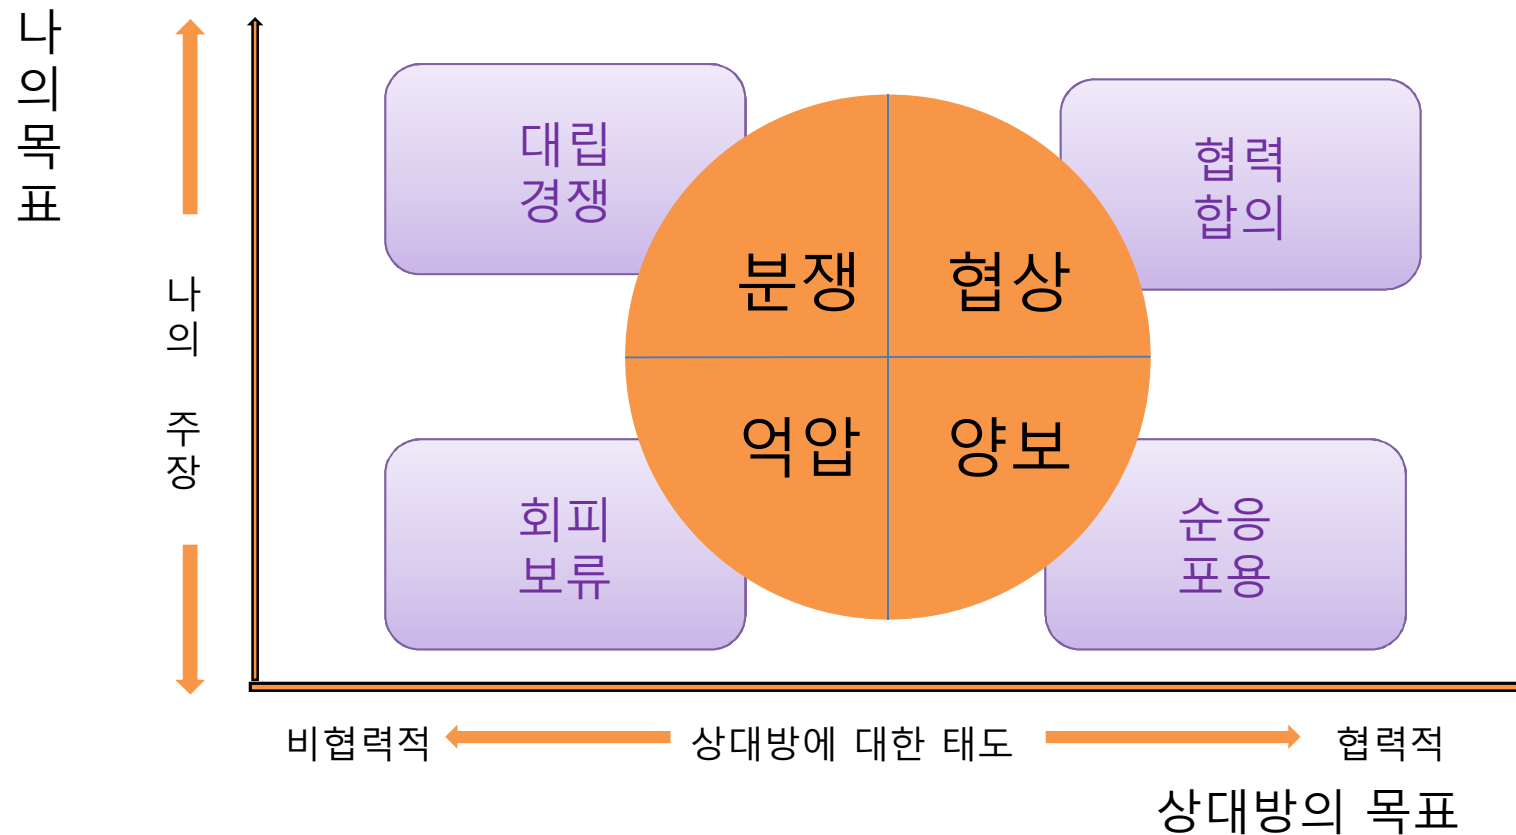 나
의
목
표
나
의
주
장
대립
경쟁
협력
합의
분쟁
협상
억압
양보
회피
보류
순응
포용
비협력적
상대방에 대한 태도
협력적
상대방의 목표